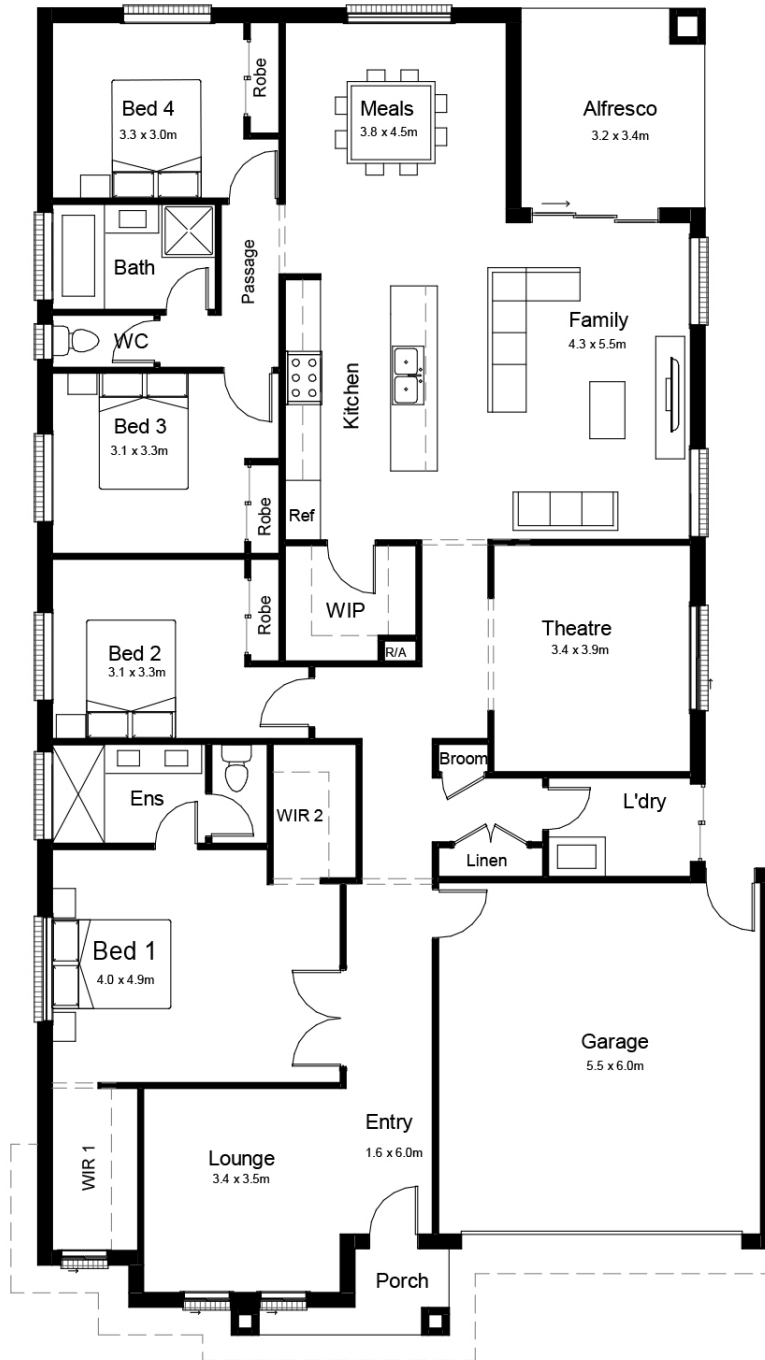 Bed 4
3.3 x 3.0m
Robe
Meals
3.8 x 4.5m
Alfresco
3.2 x 3.4m
Bath
Passage
WC
Family
4.3 x 5.5m
Kitchen
Bed 3
3.1 x 3.3m
Robe
Ref
WIP
R/A
Robe
Bed 2
3.1 x 3.3m
Theatre
3.4 x 3.9m
Broom
Ens
WIR 2
L'dry
Linen
Bed 1
4.0 x 4.9m
Garage
5.5 x 6.0m
Entry
1.6 x 6.0m
WIR 1
Lounge
3.4 x 3.5m
Porch